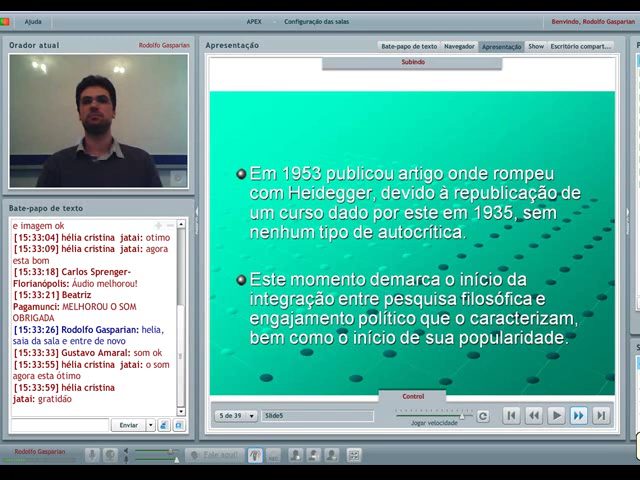 Ajuda
APEX
Configuração das salas
Benvindo, Rodolfo Gasparian
Orador atual
Rodolfo Gasparian
Apresentação
Bate-papo de texto
Navegador
Apresentação
Show
Escritório compart...
Subindo
Em 1953 publicou artigo onde rompeu
com Heidegger, devido à republicação de
um curso dado por este em 1935, sem
nenhum tipo de autocrítica.
Este momento demarca o início da
integração entre pesquisa filosófica e
engajamento político que o caracterizam,
bem como o início de sua popularidade.
Bate-papo de texto
e imagem ok
[15:33:04] hélia cristina jatai: otimo
[15:33:09] hélia cristina jatai: agora
esta bom
[15:33:18] Carlos Sprenger-
Florianópolis: Áudio melhorou!
[15:33:21] Beatriz
Pagamunci: MELHOROU O SOM
OBRIGADA
[15:33:26] Rodolfo Gasparian: helia,
saia da sala e entre de novo
[15:33:33] Gustavo Amaral: som ok
[15:33:55] hélia cristina jatai: o som
agora esta ótimo
[15:33:59] hélia cristina
jatai: gratidão
Enviar
Control
5 de 39
Slide5
Jogar velocidade
Rodolfo Gasparian
Fale aqui!